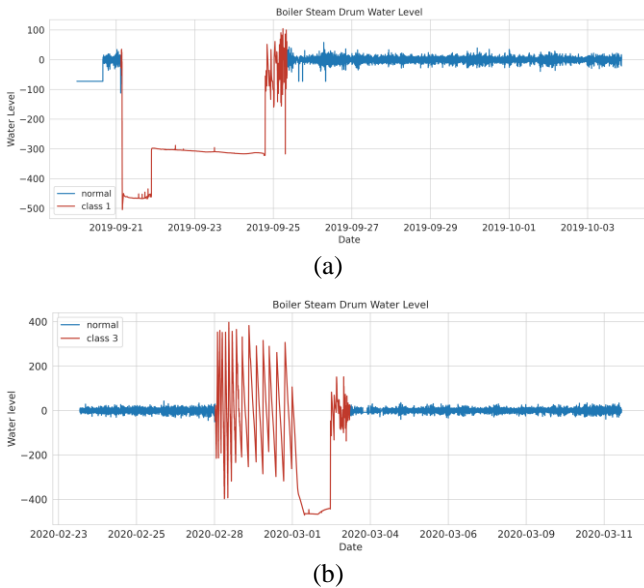 Boiler Steam Drum Water Level
100
0
−100
−200
−300
−400
−500
Water Level
normal
class 1
2019-09-21 2019-09-23 2019-09-25 2019-09-27 2019-09-29 2019-10-01 2019-10-03
Date
(a)
Boiler Steam Drum Water Level
400
200
0
−200
−400
Water level
normal
class 3
2020-02-23 2020-02-25 2020-02-28 2020-03-01 2020-03-04 2020-03-06 2020-03-09 2020-03-11
Date
(b)